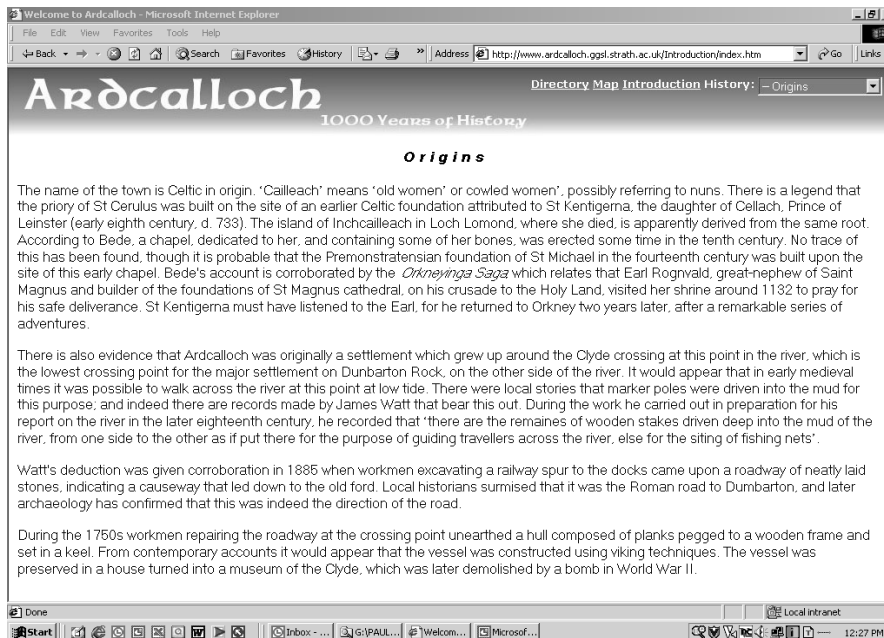 Welcome to Ardcalloch - Microsoft Internet Explorer
File Edit View Favorites Tools Help
Back Search Favorites History » Address http://www.ardcalloch.ggsl.strath.ac.uk/Introduction/index.htm Go Links
Ardcalloch
1000 Years of History
Directory Map Introduction History: – Origins
Origins
The name of the town is Celtic in origin. ‘Cailleach’ means ‘old women’ or cowled women’, possibly referring to nuns. There is a legend that
the priory of St Cerulus was built on the site of an earlier Celtic foundation attributed to St Kentigerna, the daughter of Cellach, Prince of
Leinster (early eighth century, d. 733). The island of Inchcailleach in Loch Lomond, where she died, is apparently derived from the same root.
According to Bede, a chapel, dedicated to her, and containing some of her bones, was erected some time in the tenth century. No trace of
this has been found, though it is probable that the Premonstratensian foundation of St Michael in the fourteenth century was built upon the
site of this early chapel. Bede's account is corroborated by the Orkneyinga Saga which relates that Earl Rognvald, great-nephew of Saint
Magnus and builder of the foundations of St Magnus cathedral, on his crusade to the Holy Land, visited her shrine around 1132 to pray for
his safe deliverance. St Kentigerna must have listened to the Earl, for he returned to Orkney two years later, after a remarkable series of
adventures.
There is also evidence that Ardcalloch was originally a settlement which grew up around the Clyde crossing at this point in the river, which is
the lowest crossing point for the major settlement on Dunbarton Rock, on the other side of the river. It would appear that in early medieval
times it was possible to walk across the river at this point at low tide. There were local stories that marker poles were driven into the mud for
this purpose; and indeed there are records made by James Watt that bear this out. During the work he carried out in preparation for his
report on the river in the later eighteenth century, he recorded that ‘there are the remaines of wooden stakes driven deep into the mud of the
river, from one side to the other as if put there for the purpose of guiding travellers across the river, else for the siting of fishing nets’.
Watt's deduction was given corroboration in 1885 when workmen excavating a railway spur to the docks came upon a roadway of neatly laid
stones, indicating a causeway that led down to the old ford. Local historians surmised that it was the Roman road to Dumbarton, and later
archaeology has confirmed that this was indeed the direction of the road.
During the 1750s workmen repairing the roadway at the crossing point unearthed a hull composed of planks pegged to a wooden frame and
set in a keel. From contemporary accounts it would appear that the vessel was constructed using viking techniques. The vessel was
preserved in a house turned into a museum of the Clyde, which was later demolished by a bomb in World War II.
Done Local intranet
Start Inbox - ... G:\PAUL... Welcom... Microsof... 12:27 PM